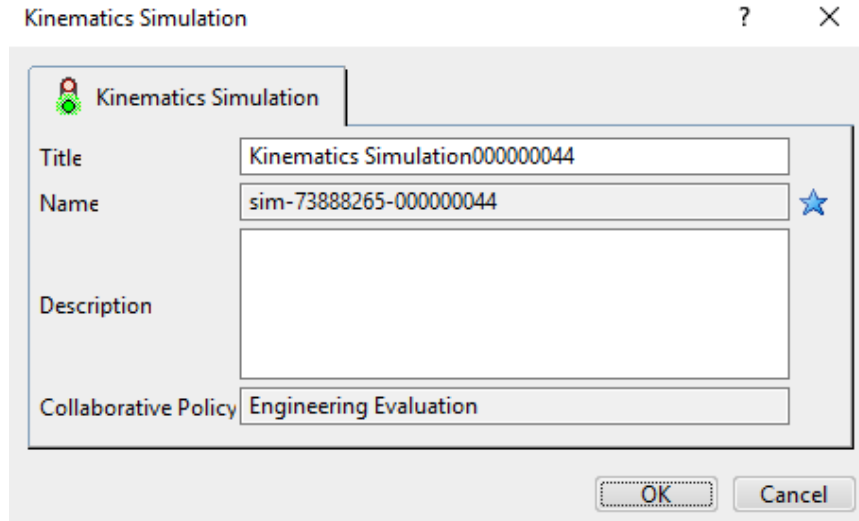 Kinematics Simulation ?
Kinematics Simulation
Title Kinematics Simulation000000044
Name sim-73888265-000000044
Description
Collaborative Policy Engineering Evaluation
OK Cancel